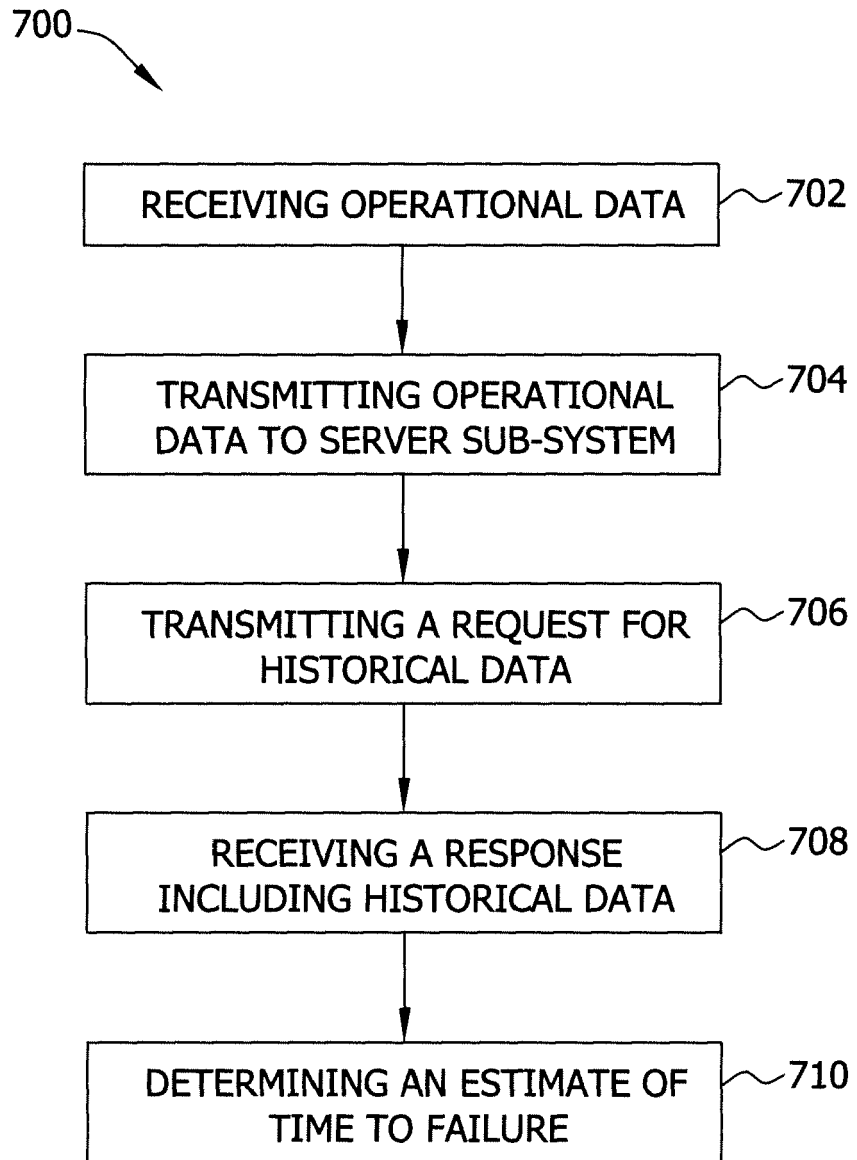 700
RECEIVING OPERATIONAL DATA
702
TRANSMITTING OPERATIONAL
DATA TO SERVER SUB-SYSTEM
704
TRANSMITTING A REQUEST FOR
HISTORICAL DATA
706
RECEIVING A RESPONSE
INCLUDING HISTORICAL DATA
708
DETERMINING AN ESTIMATE OF
TIME TO FAILURE
710